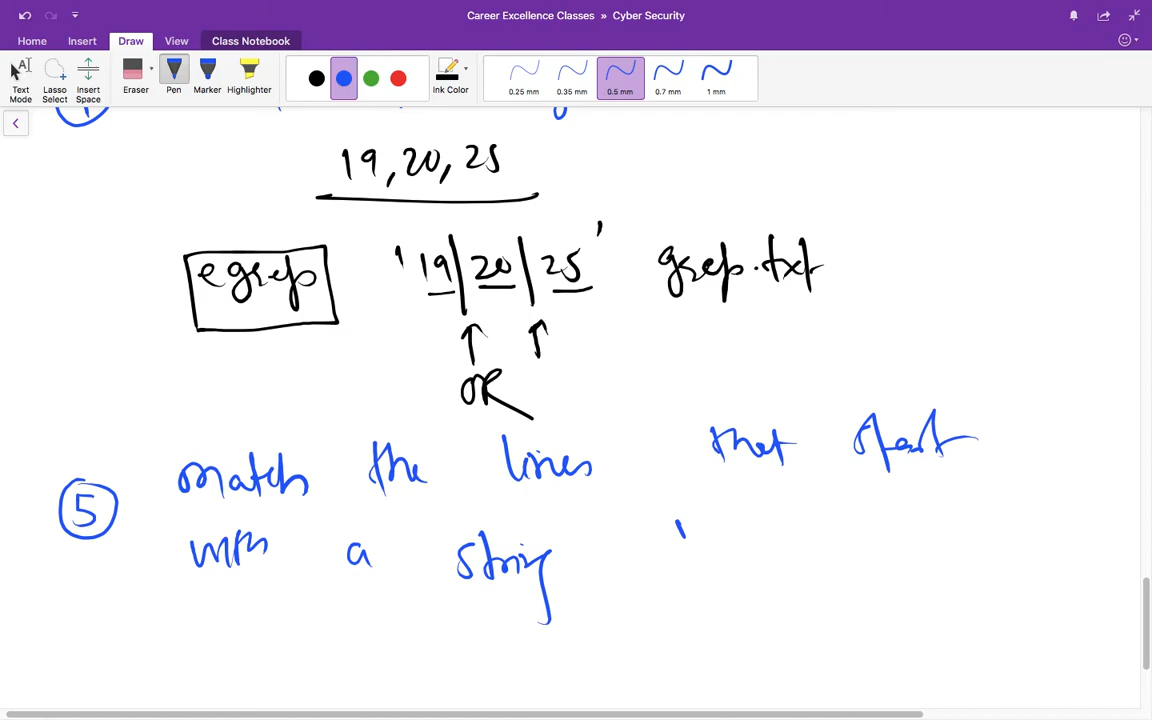 Career Excellence Classes » Cyber Security
Home Insert Draw View Class Notebook
Text Mode Lasso Select Insert Space Eraser Pen Marker Highlighter Ink Color 0.25 mm 0.35 mm 0.5 mm 0.7 mm 1 mm
19, 20, 25
egrep '19|20|25' grep.txt
OR
5 match the lines that start
with a string '